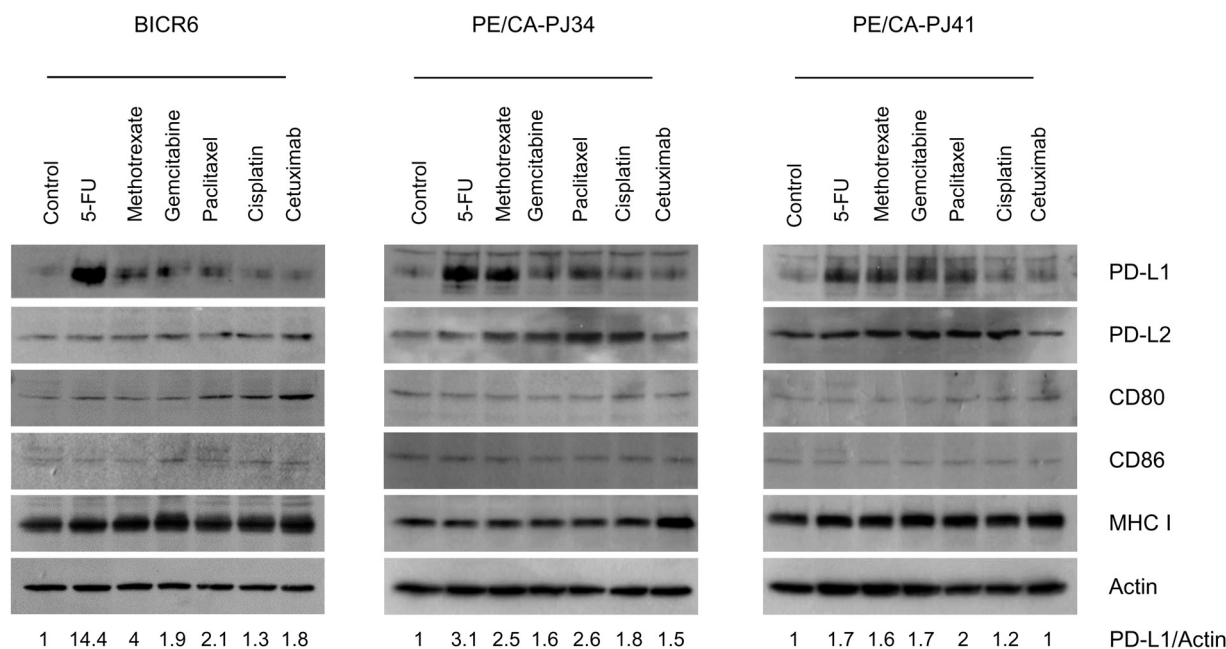 BICR6 PE/CA-PJ34 PE/CA-PJ41
Control 5-FU Methotrexate Gemcitabine Paclitaxel Cisplatin Cetuximab Control 5-FU Methotrexate Gemcitabine Paclitaxel Cisplatin Cetuximab Control 5-FU Methotrexate Gemcitabine Paclitaxel Cisplatin Cetuximab
PD-L1
PD-L2
CD80
CD86
MHC I
Actin
1 14.4 4 1.9 2.1 1.3 1.8 1 3.1 2.5 1.6 2.6 1.8 1.5 1 1.7 1.6 1.7 2 1.2 1 PD-L1/Actin